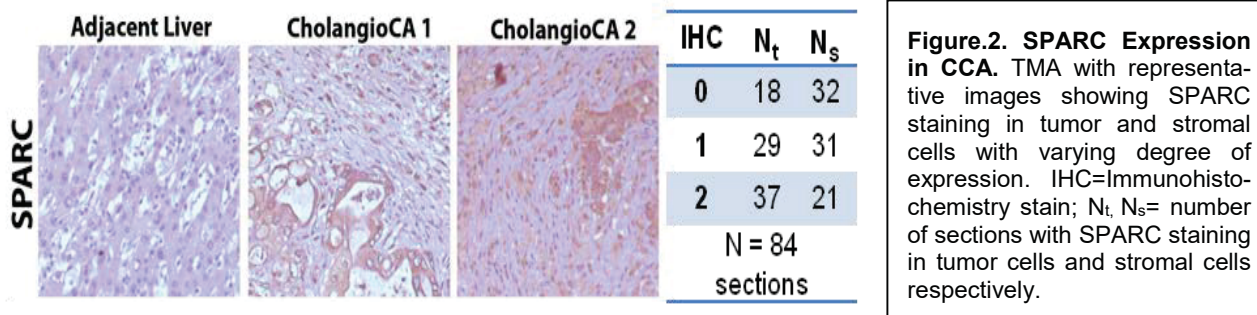 Adjacent Liver CholangioCA 1 CholangioCA 2
SPARC
IHC Nt Ns
0 18 32
1 29 31
2 37 21
N = 84
sections
Figure.2. SPARC Expression
in CCA. TMA with representa-
tive images showing SPARC
staining in tumor and stromal
cells with varying degree of
expression. IHC=Immunohisto-
chemistry stain; Nt, Ns= number
of sections with SPARC staining
in tumor cells and stromal cells
respectively.